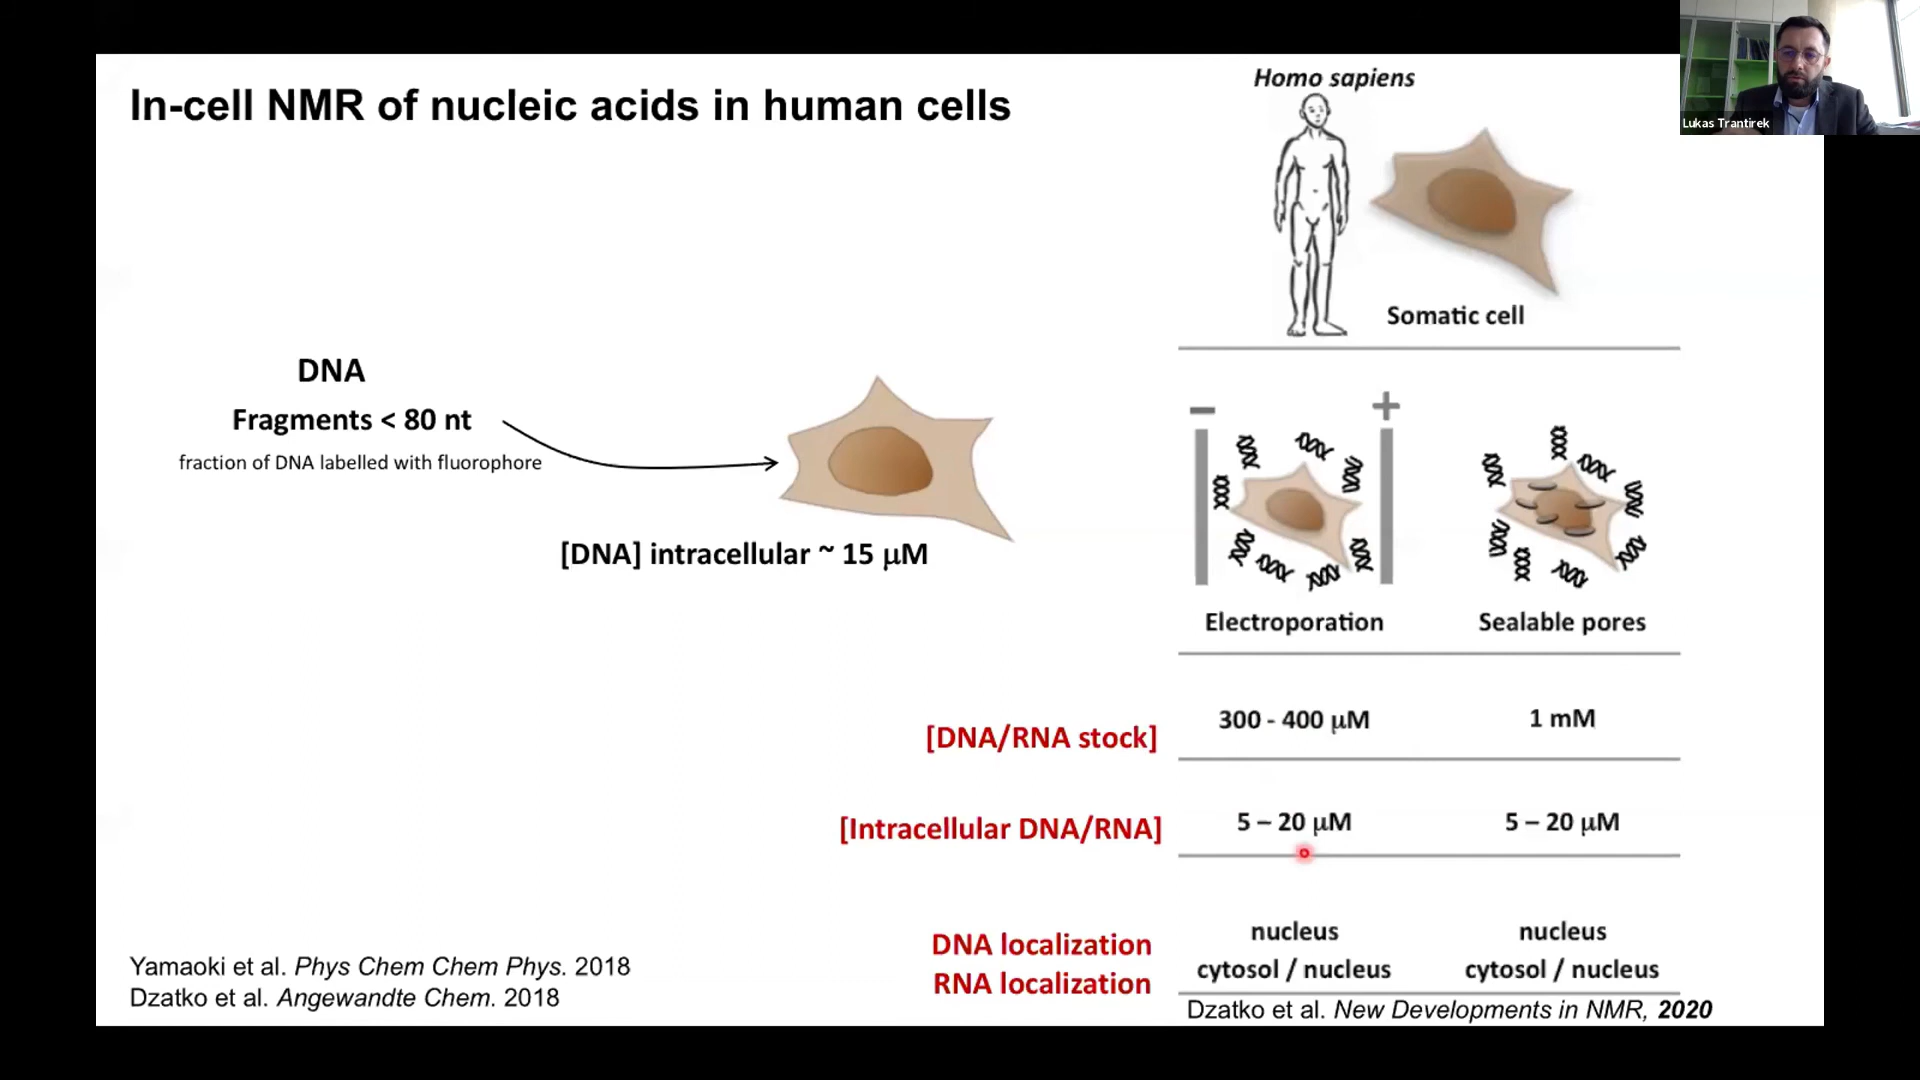 In-cell NMR of nucleic acids in human cells
Homo sapiens
Lukas Trantirek
Somatic cell
DNA
Fragments < 80 nt
fraction of DNA labelled with fluorophore
[DNA] intracellular ~ 15 µM
− +
Electroporation Sealable pores
[DNA/RNA stock] 300 - 400 µM 1 mM
[Intracellular DNA/RNA] 5 – 20 µM 5 – 20 µM
DNA localization nucleus nucleus
RNA localization cytosol / nucleus cytosol / nucleus
Yamaoki et al. Phys Chem Chem Phys. 2018
Dzatko et al. Angewandte Chem. 2018
Dzatko et al. New Developments in NMR, 2020